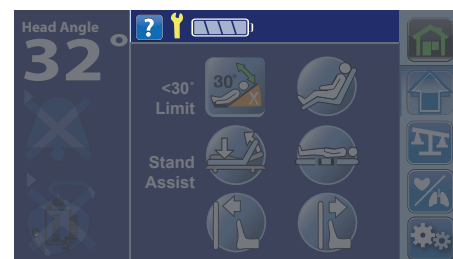 Head Angle
32°
?
<30°
Limit
30°
X
Stand
Assist